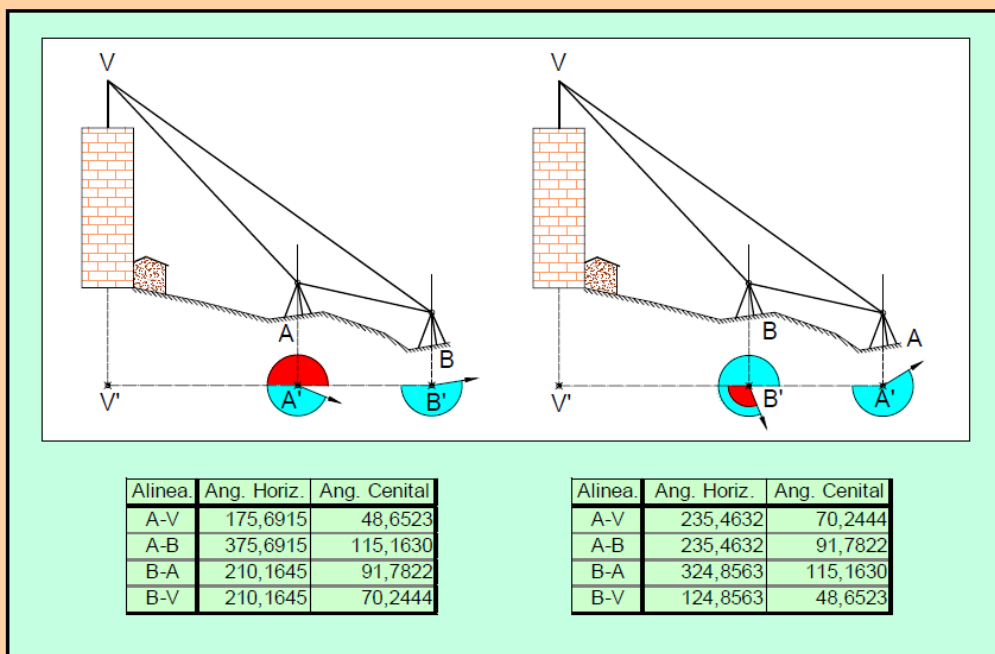 V
A
B
V'
A'
B'
V
B
A
V'
B'
A'
Alinea. Ang. Horiz. Ang. Cenital
A-V 175,6915 48,6523
A-B 375,6915 115,1630
B-A 210,1645 91,7822
B-V 210,1645 70,2444
Alinea. Ang. Horiz. Ang. Cenital
A-V 235,4632 70,2444
A-B 235,4632 91,7822
B-A 324,8563 115,1630
B-V 124,8563 48,6523